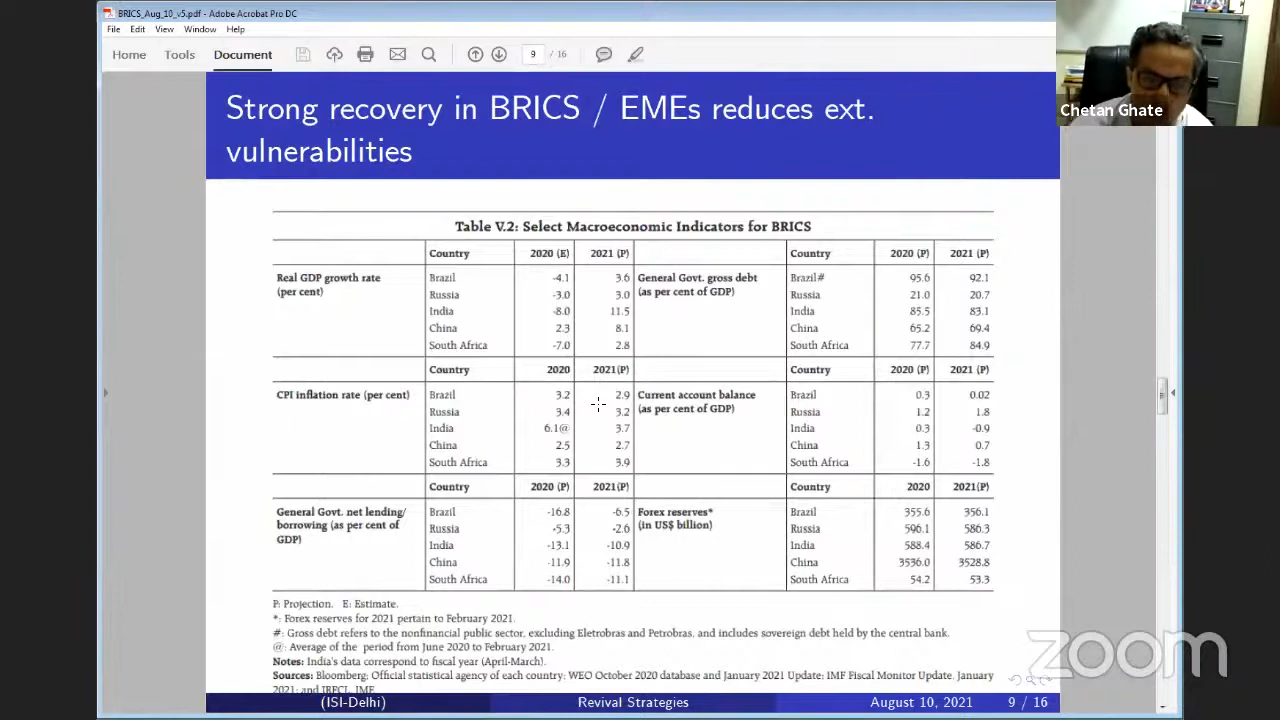 BRICS_Aug_10_v5.pdf - Adobe Acrobat Pro DC
File Edit View Window Help
Home Tools Document 9 / 16
Chetan Ghate
Strong recovery in BRICS / EMEs reduces ext.
vulnerabilities
Table V.2: Select Macroeconomic Indicators for BRICS
Country 2020 (E) 2021 (P) Country 2020 (P) 2021 (P)
Real GDP growth rate Brazil -4.1 3.6 General Govt. gross debt Brazil# 95.6 92.1
(per cent) Russia -3.0 3.0 (as per cent of GDP) Russia 21.0 20.7
India -8.0 11.5 India 85.5 83.1
China 2.3 8.1 China 65.2 69.4
South Africa -7.0 2.8 South Africa 77.7 84.9
Country 2020 2021(P) Country 2020 (P) 2021 (P)
CPI inflation rate (per cent) Brazil 3.2 2.9 Current account balance Brazil 0.3 0.02
Russia 3.4 3.2 (as per cent of GDP) Russia 1.2 1.8
India 6.1@ 3.7 India 0.3 -0.9
China 2.5 2.7 China 1.3 0.7
South Africa 3.3 3.9 South Africa -1.6 -1.8
Country 2020 (P) 2021(P) Country 2020 2021(P)
General Govt. net lending/ Brazil -16.8 -6.5 Forex reserves* Brazil 355.6 356.1
borrowing (as per cent of Russia -5.3 -2.6 (in US$ billion) Russia 596.1 586.3
GDP) India -13.1 -10.9 India 588.4 586.7
China -11.9 -11.8 China 3536.0 3528.8
South Africa -14.0 -11.1 South Africa 54.2 53.3
P: Projection. E: Estimate.
*: Forex reserves for 2021 pertain to February 2021.
#: Gross debt refers to the nonfinancial public sector, excluding Eletrobras and Petrobras, and includes sovereign debt held by the central bank.
@: Average of the period from June 2020 to February 2021.
Notes: India's data correspond to fiscal year (April-March).
Sources: Bloomberg; Official statistical agency of each country; WEO October 2020 database and January 2021 Update; IMF Fiscal Monitor Update, January
2021; and IRFCL, IMF.
zoom
(ISI-Delhi) Revival Strategies August 10, 2021 9 / 16